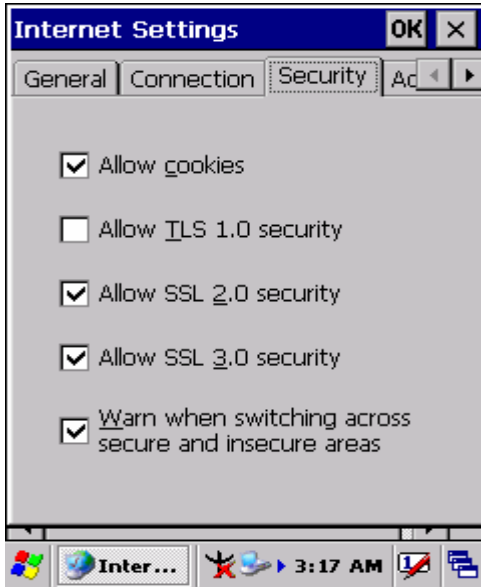 Internet Settings OK
General Connection Security Ad
Allow cookies
Allow TLS 1.0 security
Allow SSL 2.0 security
Allow SSL 3.0 security
Warn when switching across
secure and insecure areas
Inter... 3:17 AM